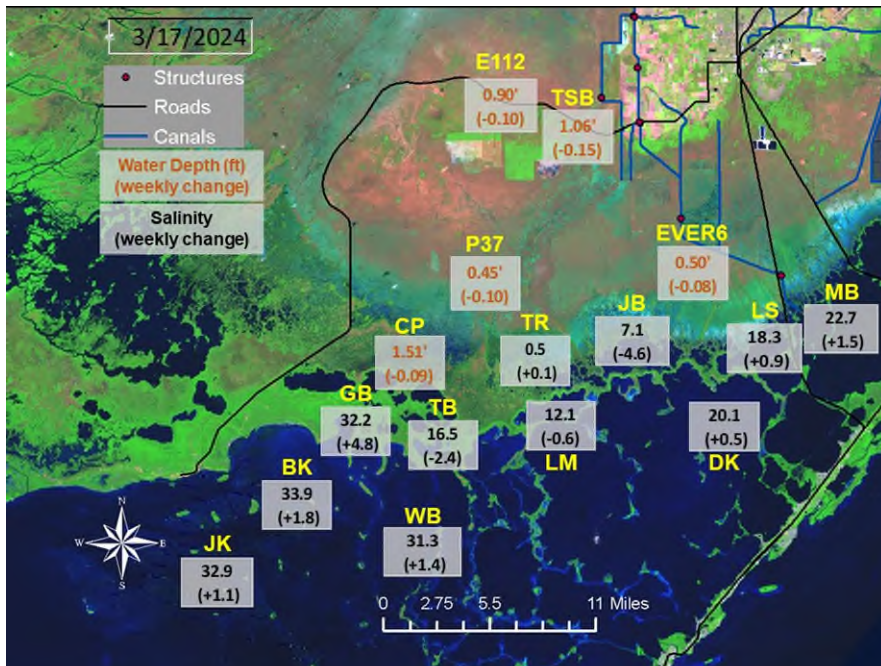 3/17/2024
Structures
Roads
Canals
Water Depth (ft)
(weekly change)
Salinity
(weekly change)
E112
0.90'
(-0.10)
TSB
1.06'
(-0.15)
P37
0.45'
(-0.10)
EVER6
0.50'
(-0.08)
CP
1.51'
(-0.09)
TR
0.5
(+0.1)
JB
7.1
(-4.6)
LS
18.3
(+0.9)
MB
22.7
(+1.5)
GB
32.2
(+4.8)
TB
16.5
(-2.4)
12.1
(-0.6)
LM
20.1
(+0.5)
DK
BK
33.9
(+1.8)
WB
31.3
(+1.4)
JK
32.9
(+1.1)
N
W E
S
0 2.75 5.5 11 Miles